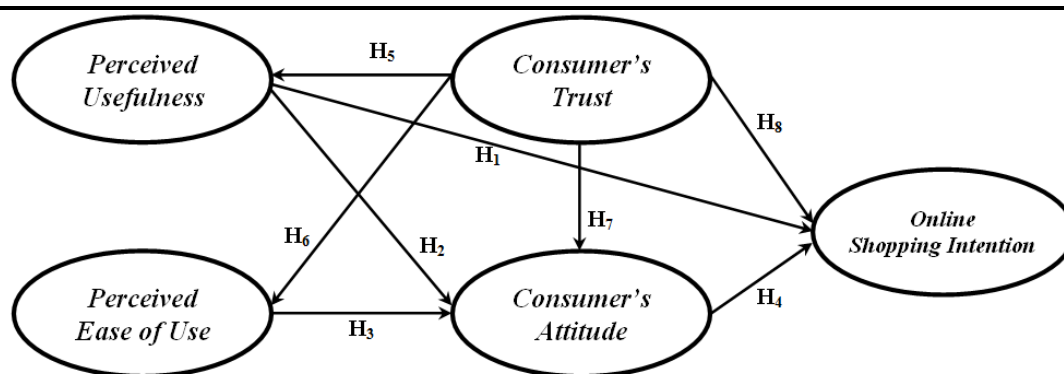 Perceived
Usefulness
H5
Consumer's
Trust
H8
H1
H6
H2
H7
Online
Shopping Intention
Perceived
Ease of Use
H3
Consumer's
Attitude
H4